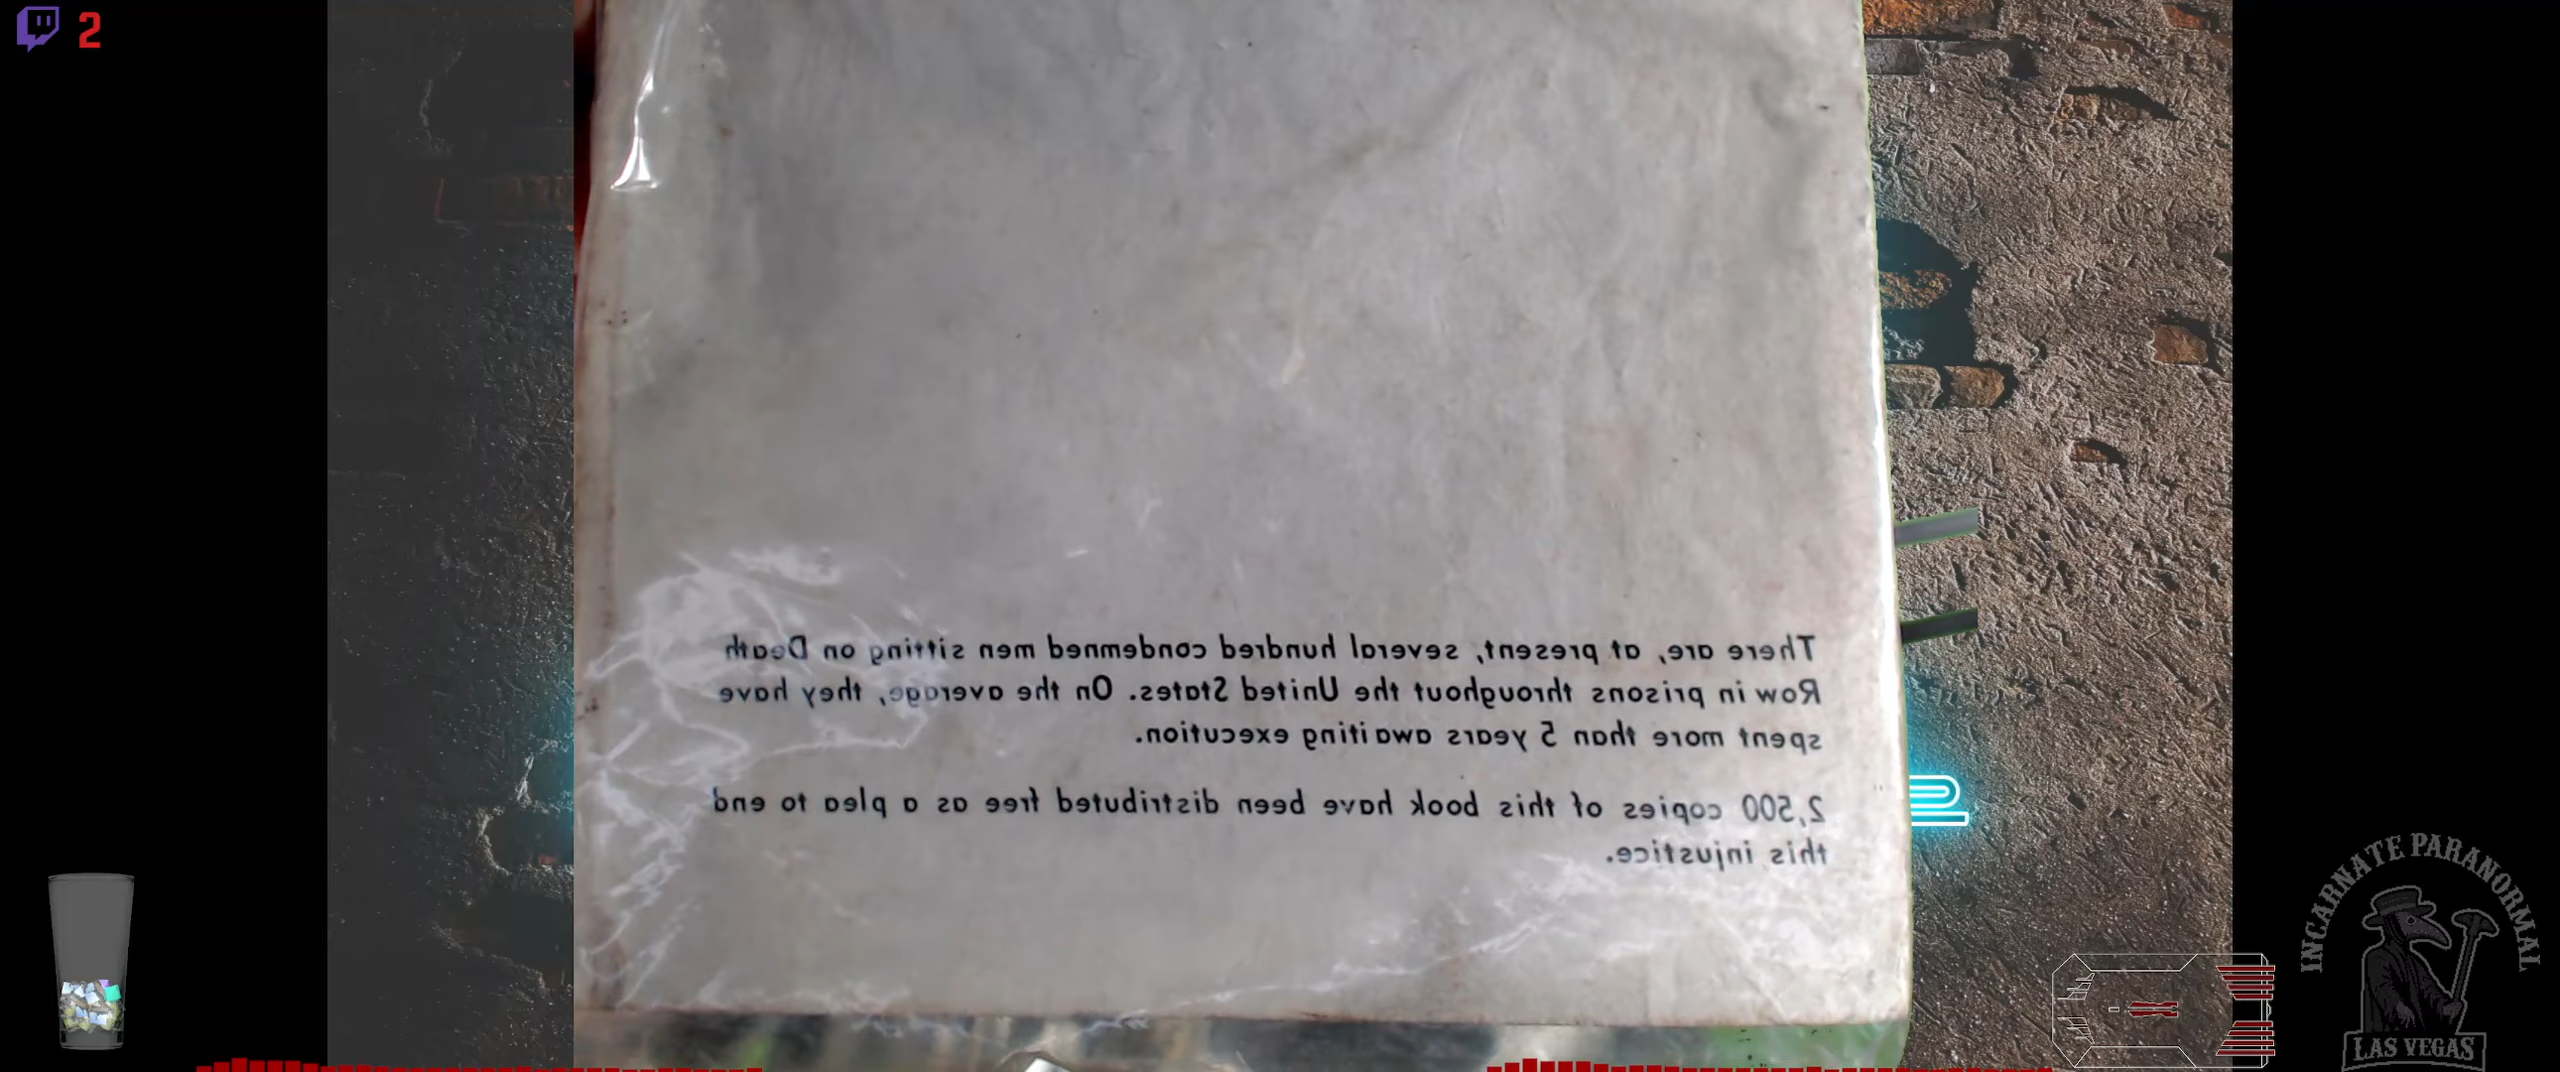 2
There are, at present, several hundred condemned men sitting on Death
Row in prisons throughout the United States. On the average, they have
spent more than 5 years awaiting execution.
2,500 copies of this book have been distributed free as a plea to end
this injustice.
INCARNATE PARANORMAL
LAS VEGAS